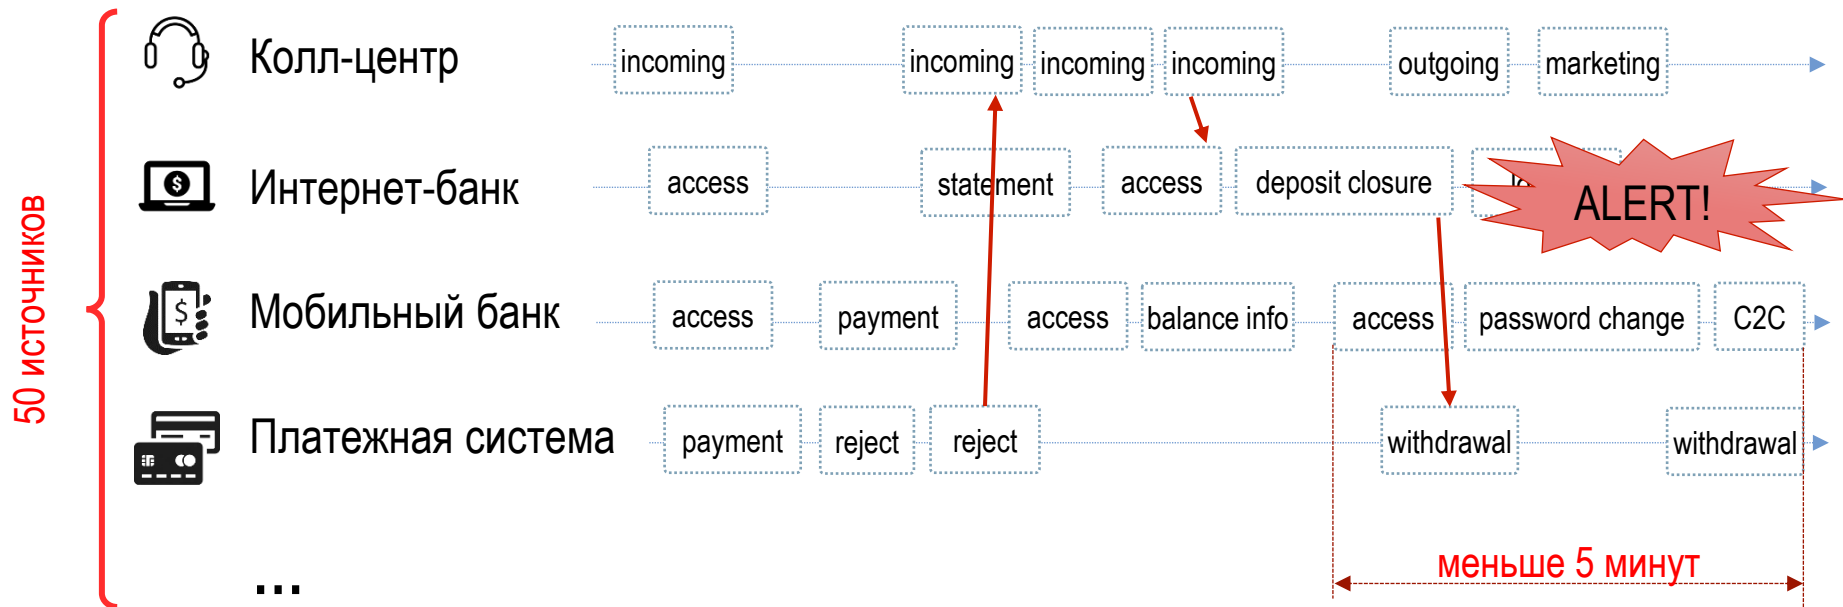 50 источников
Колл-центр
incoming
incoming
incoming
incoming
outgoing
marketing
Интернет-банк
access
statement
access
deposit closure
ALERT!
Мобильный банк
access
payment
access
balance info
access
password change
C2C
Платежная система
payment
reject
reject
withdrawal
withdrawal
...
меньше 5 минут